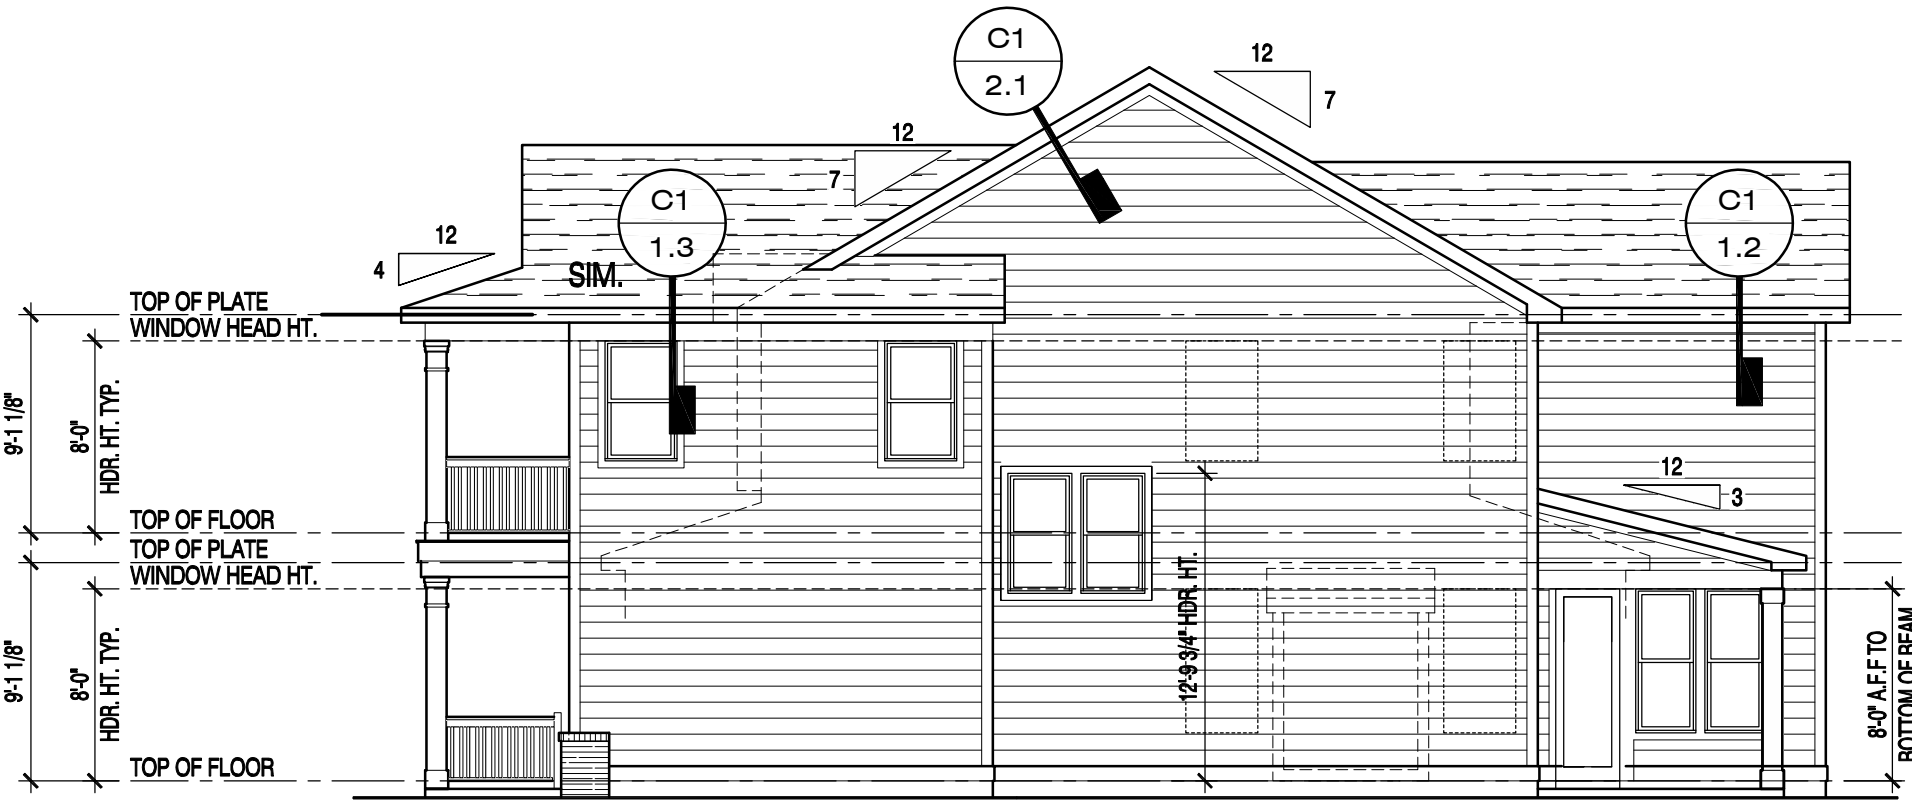 C1
2.1
12
7
12
7
C1
1.3
C1
1.2
12
4
SIM.
TOP OF PLATE
WINDOW HEAD HT.
9'-1 1/8"
8'-0"
HDR. HT. TYP.
12
3
TOP OF FLOOR
TOP OF PLATE
WINDOW HEAD HT.
9'-1 1/8"
8'-0"
HDR. HT. TYP.
12'-9 3/4" HDR. HT.
8'-0" A.F.F TO
BOTTOM OF BEAM
TOP OF FLOOR